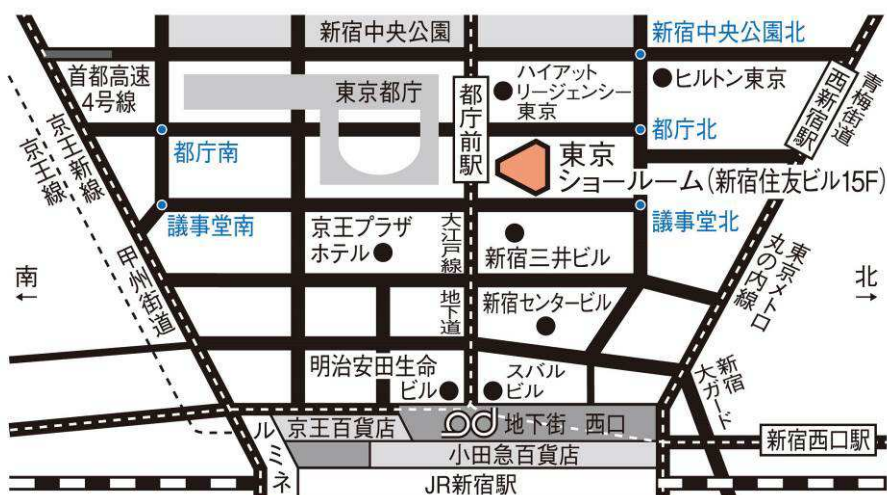 新宿中央公園
新宿中央公園北
首都高速
4号線
東京都庁
都庁前駅
ハイアット
リージェンシー
東京
ヒルトン東京
西新宿駅
青梅街道
京王新線
京王線
都庁南
都庁北
東京
ショールーム(新宿住友ビル15F)
議事堂南
京王プラザ
ホテル
大江戸線
新宿三井ビル
議事堂北
東京メトロ
丸の内線
南
←
甲州街道
地下道
新宿センタービル
北
→
明治安田生命
ビル
スバル
ビル
新宿
大ガード
ルミネ
京王百貨店
地下街 西口
新宿西口駅
小田急百貨店
JR新宿駅